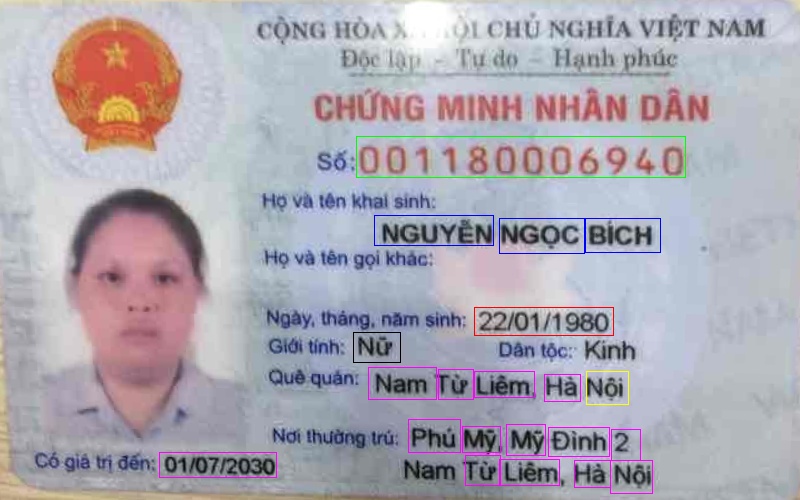 CỘNG HÒA XÃ HỘI CHỦ NGHĨA VIỆT NAM
Độc lập - Tự do - Hạnh phúc
CHỨNG MINH NHÂN DÂN
Số: 001180006940
Họ và tên khai sinh:
NGUYỄN NGỌC BÍCH
Họ và tên gọi khác:
Ngày, tháng, năm sinh: 22/01/1980
Giới tính: Nữ Dân tộc: Kinh
Quê quán: Nam Từ Liêm, Hà Nội
Nơi thường trú: Phú Mỹ, Mỹ Đình 2
Có giá trị đến: 01/07/2030 Nam Từ Liêm, Hà Nội